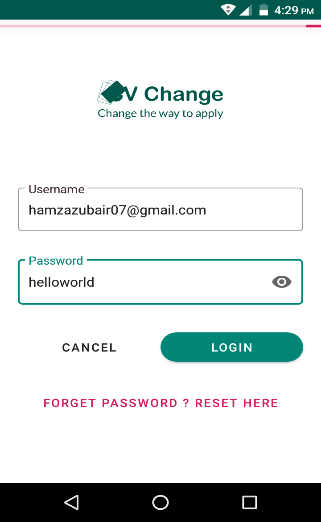 4:29 PM
V Change
Change the way to apply
Username
hamzazubair07@gmail.com
Password
helloworld
CANCEL
LOGIN
FORGET PASSWORD ? RESET HERE